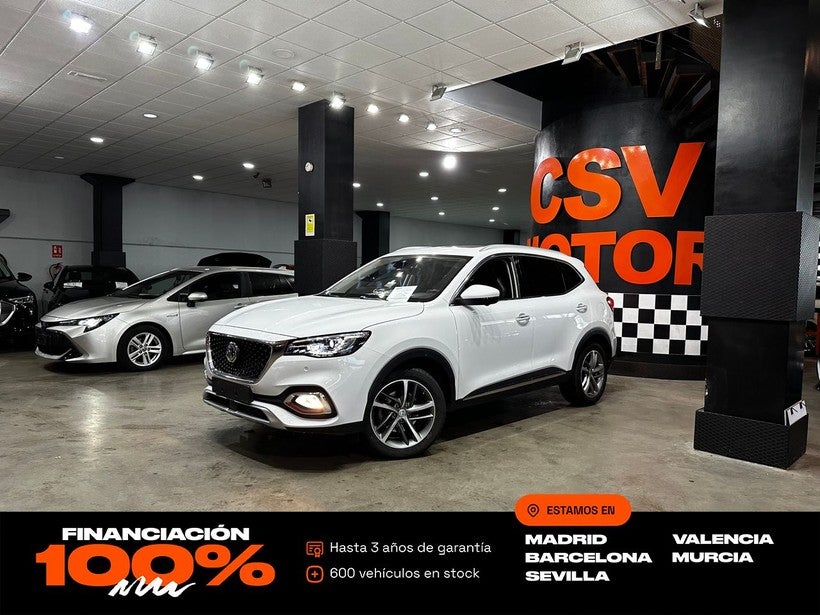 CSV
MOTOR
FINANCIACIÓN
100%
Hasta 3 años de garantía
600 vehículos en stock
ESTAMOS EN
MADRID
BARCELONA
SEVILLA
VALENCIA
MURCIA